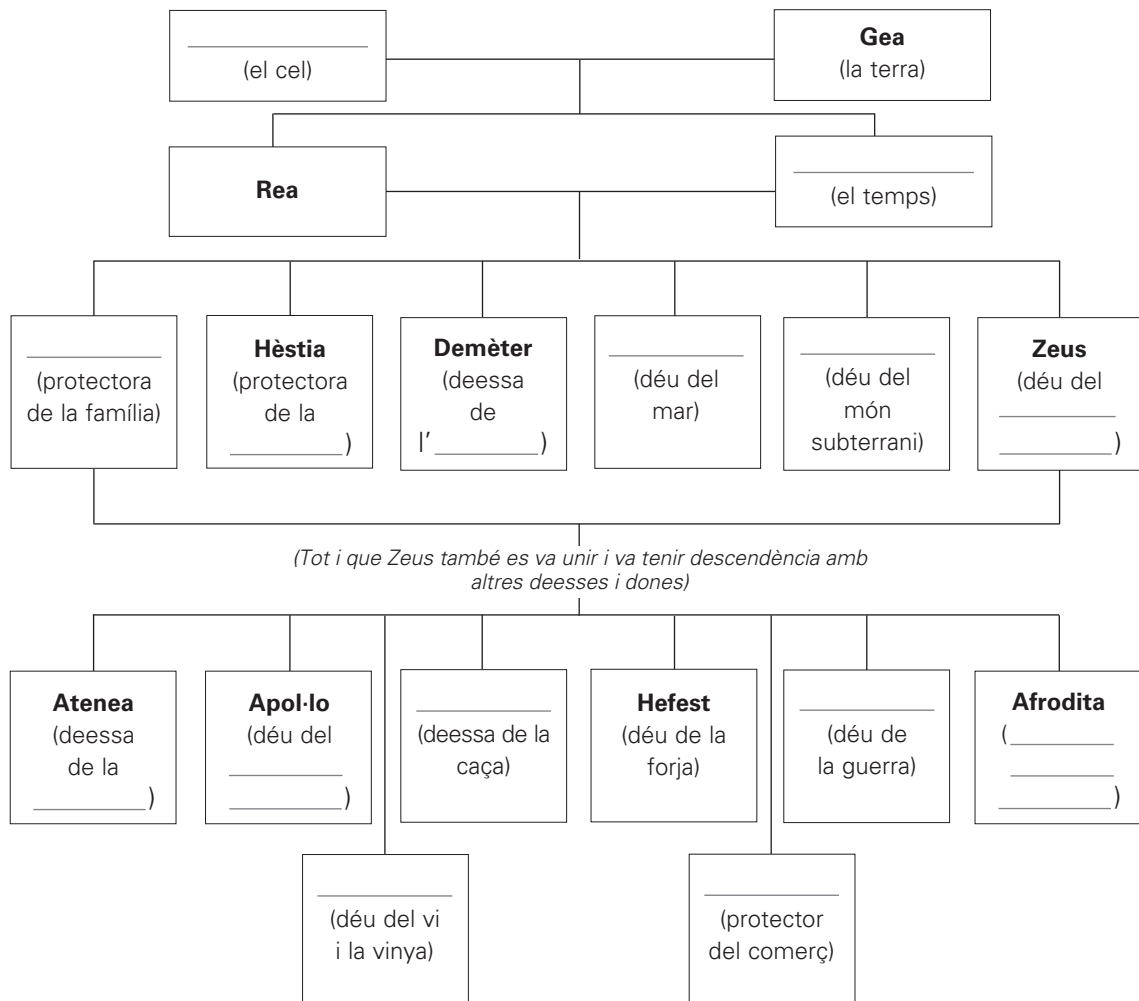 (el cel)
Gea
(la terra)
Rea
(el temps)
(protectora
de la família)
Hèstia
(protectora
de la
)
Demèter
(deessa
de
l' )
(déu del
mar)
(déu del
món
subterrani)
Zeus
(déu del
)
(Tot i que Zeus també es va unir i va tenir descendència amb
altres deesses i dones)
Atenea
(deessa
de la
)
Apol·lo
(déu del
)
(deessa de la
caça)
Hefest
(déu de la
forja)
(déu de
la guerra)
Afrodita
(
)
(déu del vi
i la vinya)
(protector
del comerç)